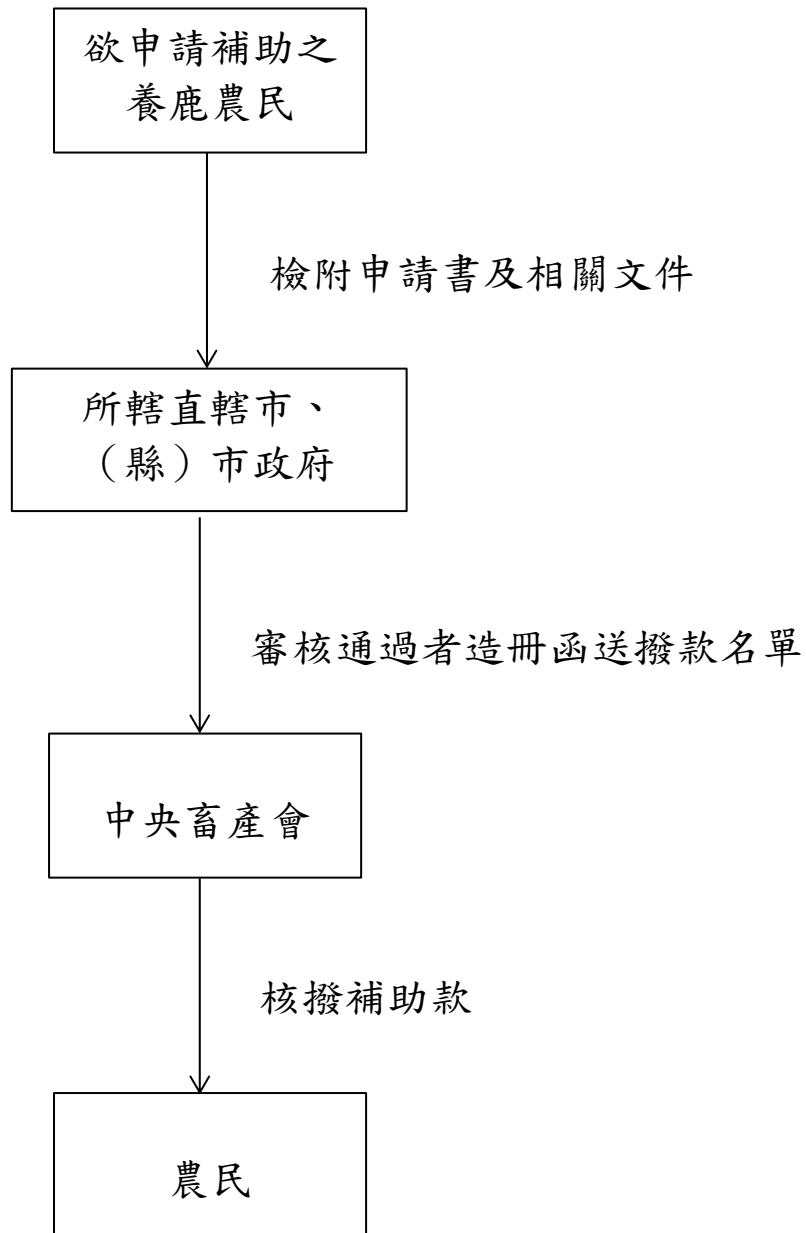 欲申請補助之
養鹿農民
檢附申請書及相關文件
所轄直轄市、
（縣）市政府
審核通過者造冊函送撥款名單
中央畜產會
核撥補助款
農民